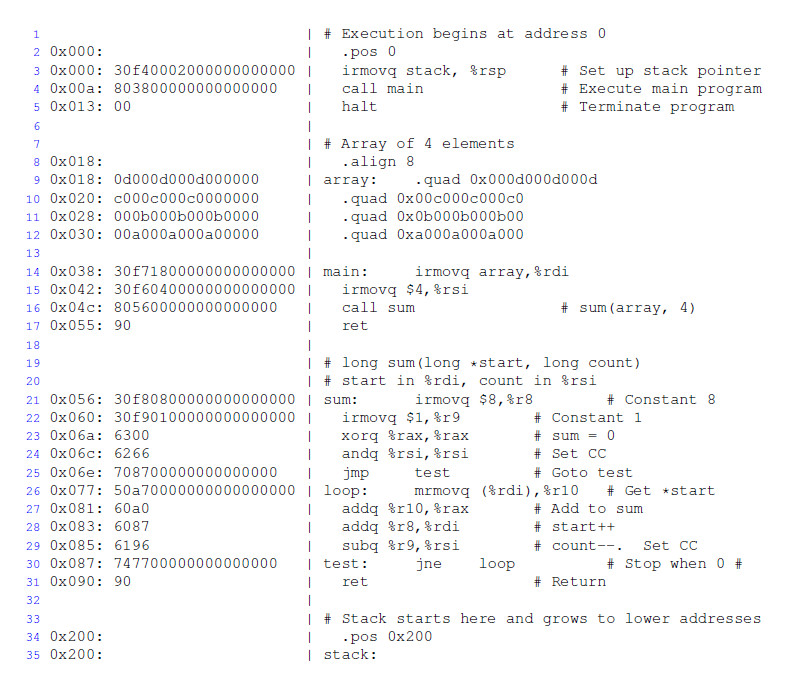 1                              | # Execution begins at address 0
2 0x000:                       |   .pos 0
3 0x000: 30f40002000000000000 |   irmovq stack, %rsp      # Set up stack pointer
4 0x00a: 803800000000000000   |   call main               # Execute main program
5 0x013: 00                   |   halt                    # Terminate program
6                              |
7                              | # Array of 4 elements
8 0x018:                       |   .align 8
9 0x018: 0d000d000d000000     | array:    .quad 0x000d000d000d
10 0x020: c000c000c0000000     |   .quad 0x00c000c000c0
11 0x028: 000b000b000b0000     |   .quad 0x0b000b000b00
12 0x030: 00a000a000a00000     |   .quad 0xa000a000a000
13                              |
14 0x038: 30f71800000000000000 | main:     irmovq array,%rdi
15 0x042: 30f60400000000000000 |   irmovq $4,%rsi
16 0x04c: 805600000000000000   |   call sum                # sum(array, 4)
17 0x055: 90                   |   ret
18                              |
19                              | # long sum(long *start, long count)
20                              | # start in %rdi, count in %rsi
21 0x056: 30f80800000000000000 | sum:      irmovq $8,%r8        # Constant 8
22 0x060: 30f90100000000000000 |   irmovq $1,%r9        # Constant 1
23 0x06a: 6300                 |   xorq %rax,%rax       # sum = 0
24 0x06c: 6266                 |   andq %rsi,%rsi       # Set CC
25 0x06e: 708700000000000000   |   jmp     test         # Goto test
26 0x077: 50a70000000000000000 | loop:     mrmovq (%rdi),%r10   # Get *start
27 0x081: 60a0                 |   addq %r10,%rax       # Add to sum
28 0x083: 6087                 |   addq %r8,%rdi        # start++
29 0x085: 6196                 |   subq %r9,%rsi        # count--.  Set CC
30 0x087: 747700000000000000   | test:     jne    loop          # Stop when 0 #
31 0x090: 90                   |   ret                  # Return
32                              |
33                              | # Stack starts here and grows to lower addresses
34 0x200:                       |   .pos 0x200
35 0x200:                       | stack: